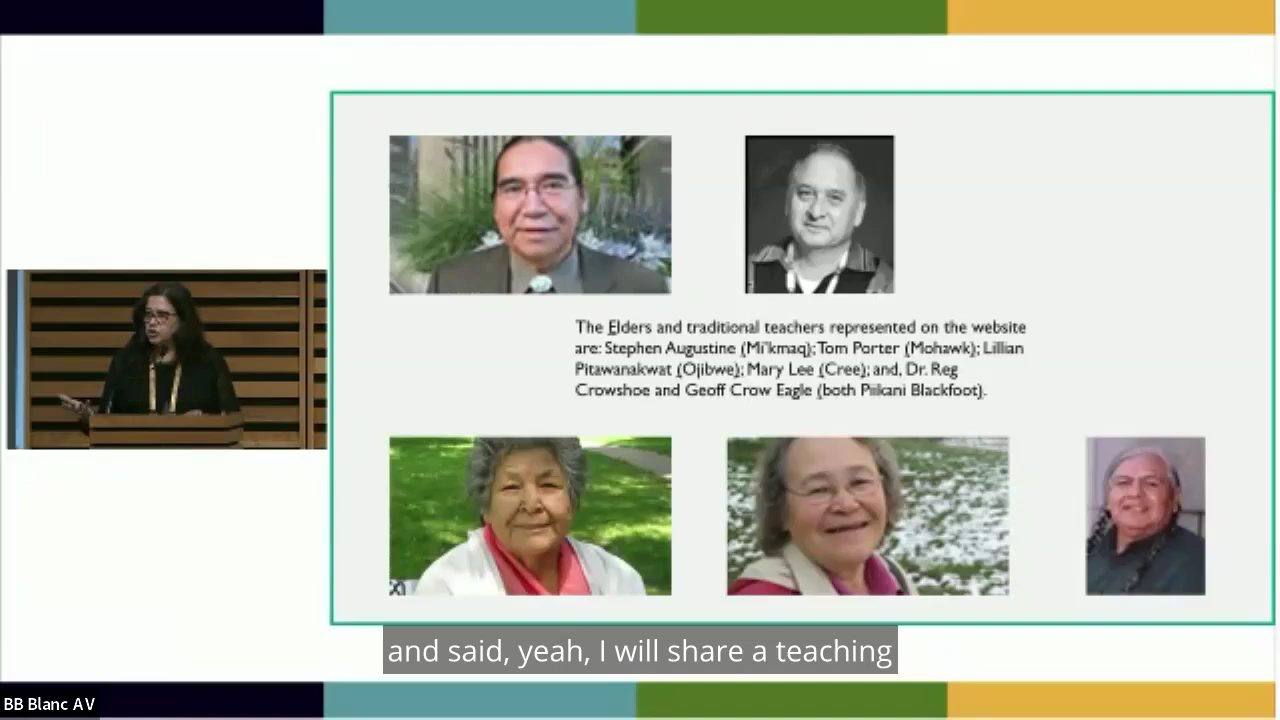 The Elders and traditional teachers represented on the website
are: Stephen Augustine (Mi'kmaq); Tom Porter (Mohawk); Lillian
Pitawanakwat (Ojibwe); Mary Lee (Cree); and, Dr. Reg
Crowshoe and Geoff Crow Eagle (both Piikani Blackfoot).
and said, yeah, I will share a teaching
BB Blanc AV